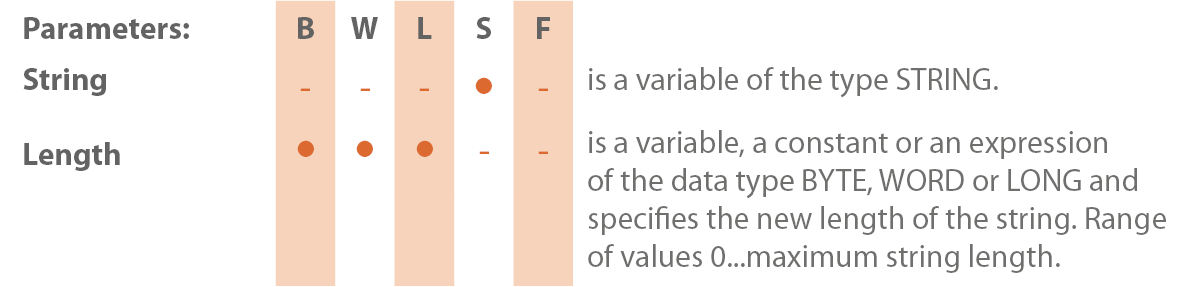 Parameters: B W L S F
String - - - ● - is a variable of the type STRING.
Length ● ● ● - - is a variable, a constant or an expression
of the data type BYTE, WORD or LONG and
specifies the new length of the string. Range
of values 0...maximum string length.